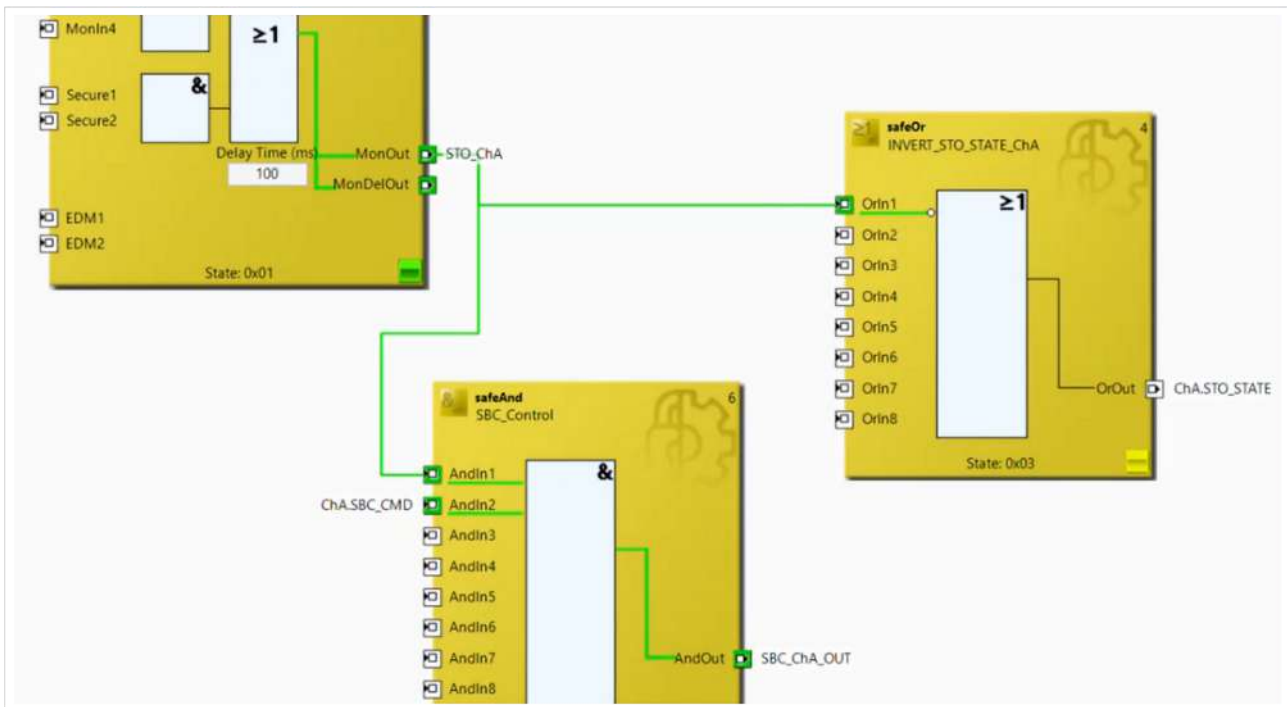 MonIn4
≥1
&
Secure1
Secure2
Delay Time (ms)
100
MonOut
STO_ChA
MonDelOut
EDM1
EDM2
State: 0x01
≥1
safeOr
4
INVERT_STO_STATE_ChA
OrIn1
≥1
OrIn2
OrIn3
OrIn4
OrIn5
OrIn6
OrIn7
OrOut
ChA.STO_STATE
OrIn8
State: 0x03
&
safeAnd
6
SBC_Control
AndIn1
&
ChA.SBC_CMD
AndIn2
AndIn3
AndIn4
AndIn5
AndIn6
AndIn7
AndOut
SBC_ChA_OUT
AndIn8